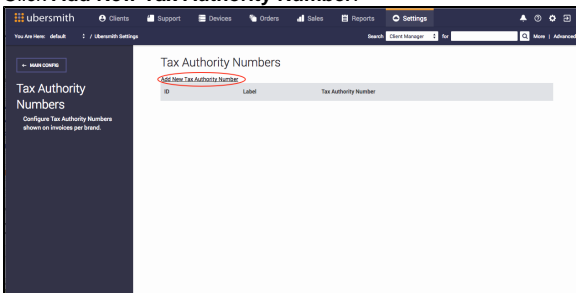 Click Add New Tax Authority Number.
ubersmith Clients Support Devices Orders Sales Reports Settings
You Are Here: default / Ubersmith Settings Search Client Manager for More | Advanced
← MAIN CONFIG
Tax Authority Numbers
Configure Tax Authority Numbers shown on invoices per brand.
Tax Authority Numbers
Add New Tax Authority Number
ID Label Tax Authority Number